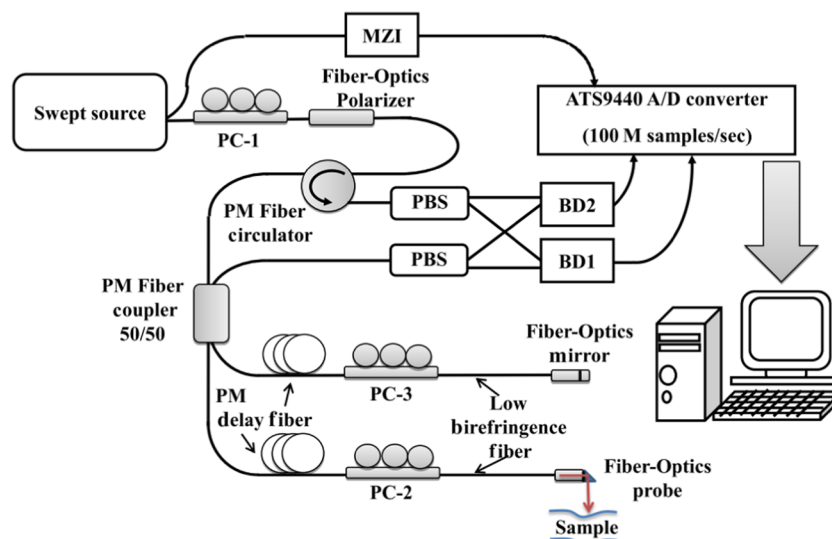 MZI
Swept source
Fiber-Optics
Polarizer
PC-1
ATS9440 A/D converter
(100 M samples/sec)
PM Fiber
circulator
PBS
BD2
PBS
BD1
PM Fiber
coupler
50/50
PC-3
Fiber-Optics
mirror
PM
delay fiber
Low
birefringence
fiber
PC-2
Fiber-Optics
probe
Sample